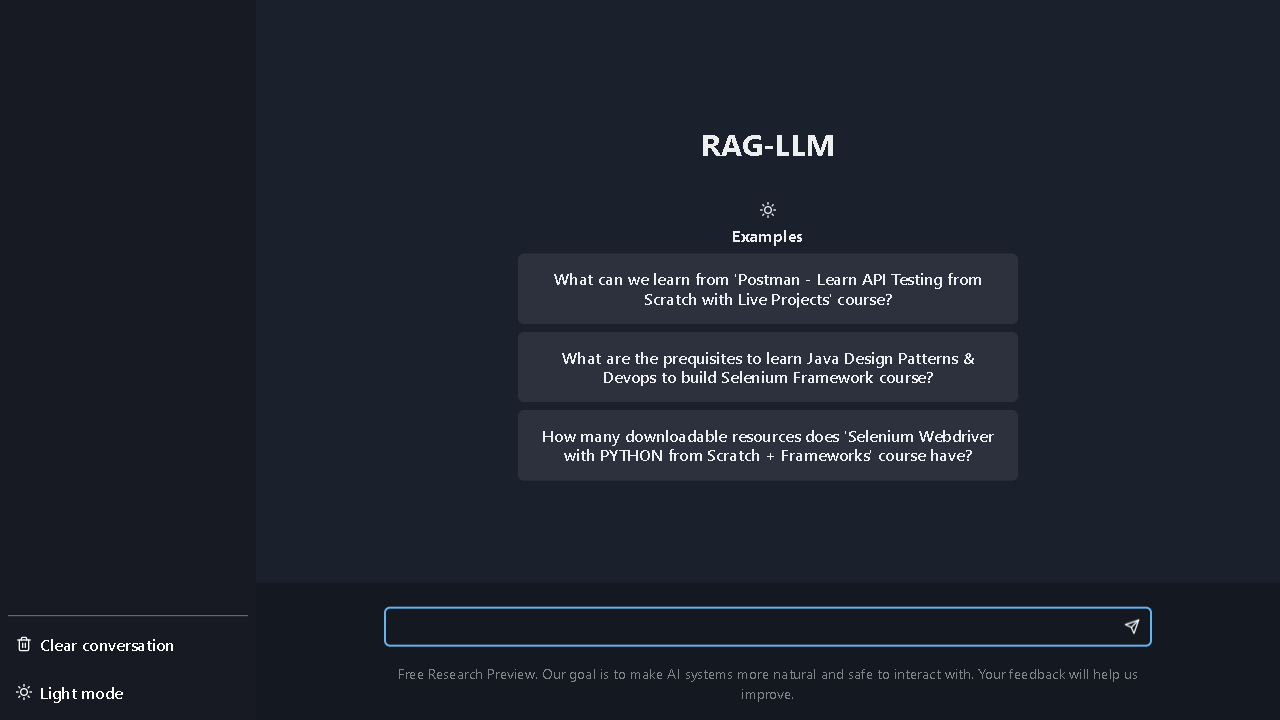 RAG-LLM
Examples
What can we learn from 'Postman - Learn API Testing from
Scratch with Live Projects' course?
What are the prequisites to learn Java Design Patterns &
Devops to build Selenium Framework course?
How many downloadable resources does 'Selenium Webdriver
with PYTHON from Scratch + Frameworks' course have?
Clear conversation
Light mode
Free Research Preview. Our goal is to make AI systems more natural and safe to interact with. Your feedback will help us
improve.